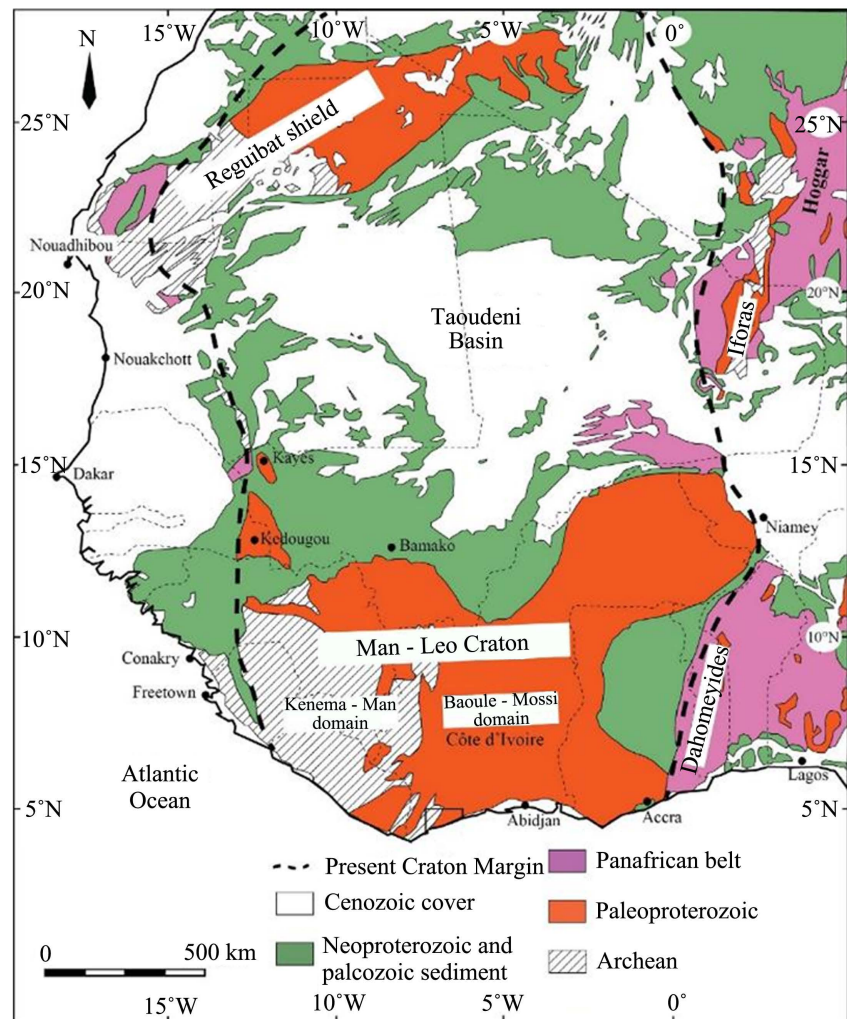 15°W
10°W
5°W
0°
N
25°N
25°N
Reguibat shield
Hoggar
Nouadhibou
20°N
20°N
Taoudeni
Basin
Iforas
Nouakchott
15°N
Kayes
15°N
Dakar
Niamey
Kedougou
Bamako
10°N
10°N
Man - Leo Craton
Conakry
Freetown
Kenema - Man
domain
Baoule - Mossi
domain
Côte d'Ivoire
Dahomeyides
Atlantic
Ocean
Lagos
5°N
Abidjan
Accra
5°N
Present Craton Margin
Panafrican belt
Cenozoic cover
Paleoproterozoic
Neoproterozoic and
palcozoic sediment
Archean
0
500 km
15°W
10°W
5°W
0°